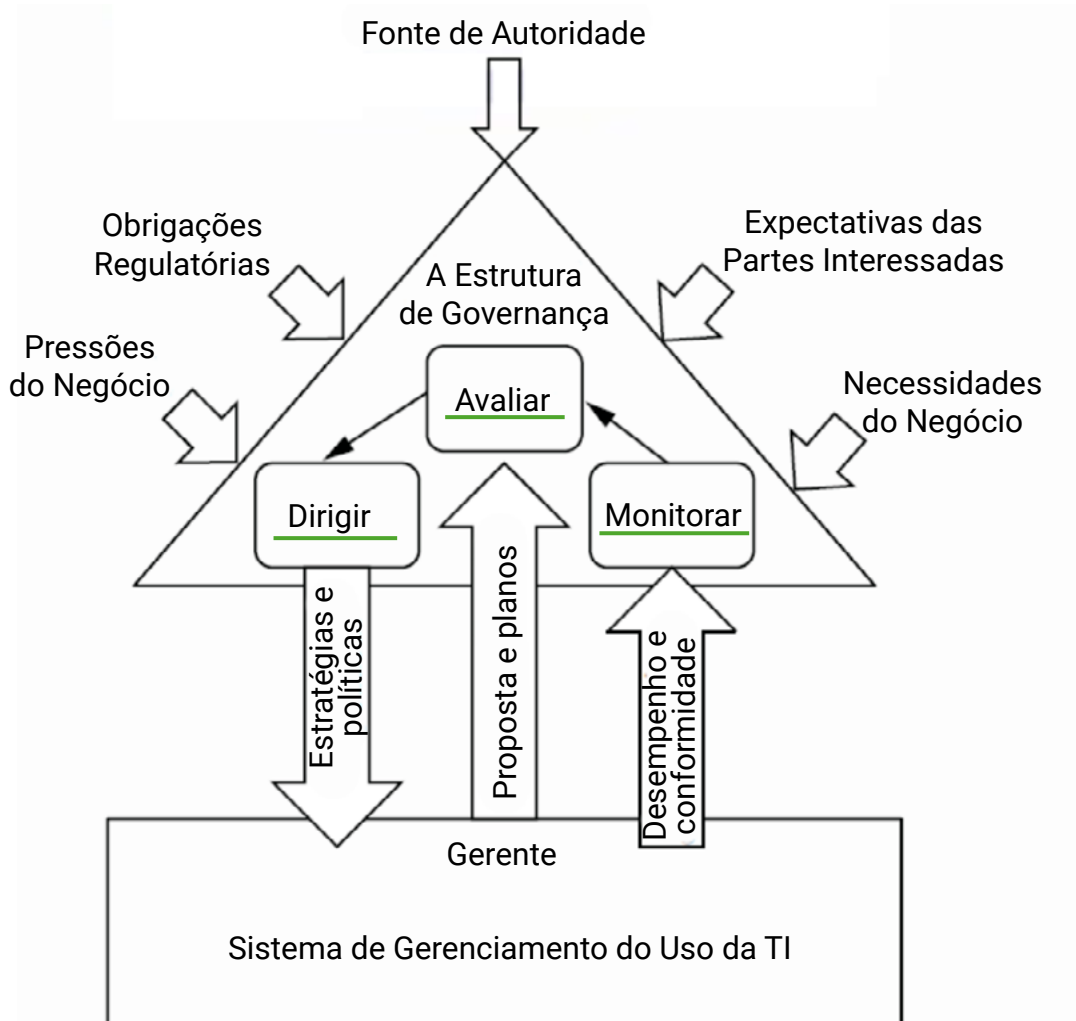 Fonte de Autoridade
Obrigações
Regulatórias
Expectativas das
Partes Interessadas
A Estrutura
de Governança
Pressões
do Negócio
Necessidades
do Negócio
Avaliar
Dirigir
Monitorar
Estratégias e
políticas
Proposta e planos
Desempenho e
conformidade
Gerente
Sistema de Gerenciamento do Uso da TI